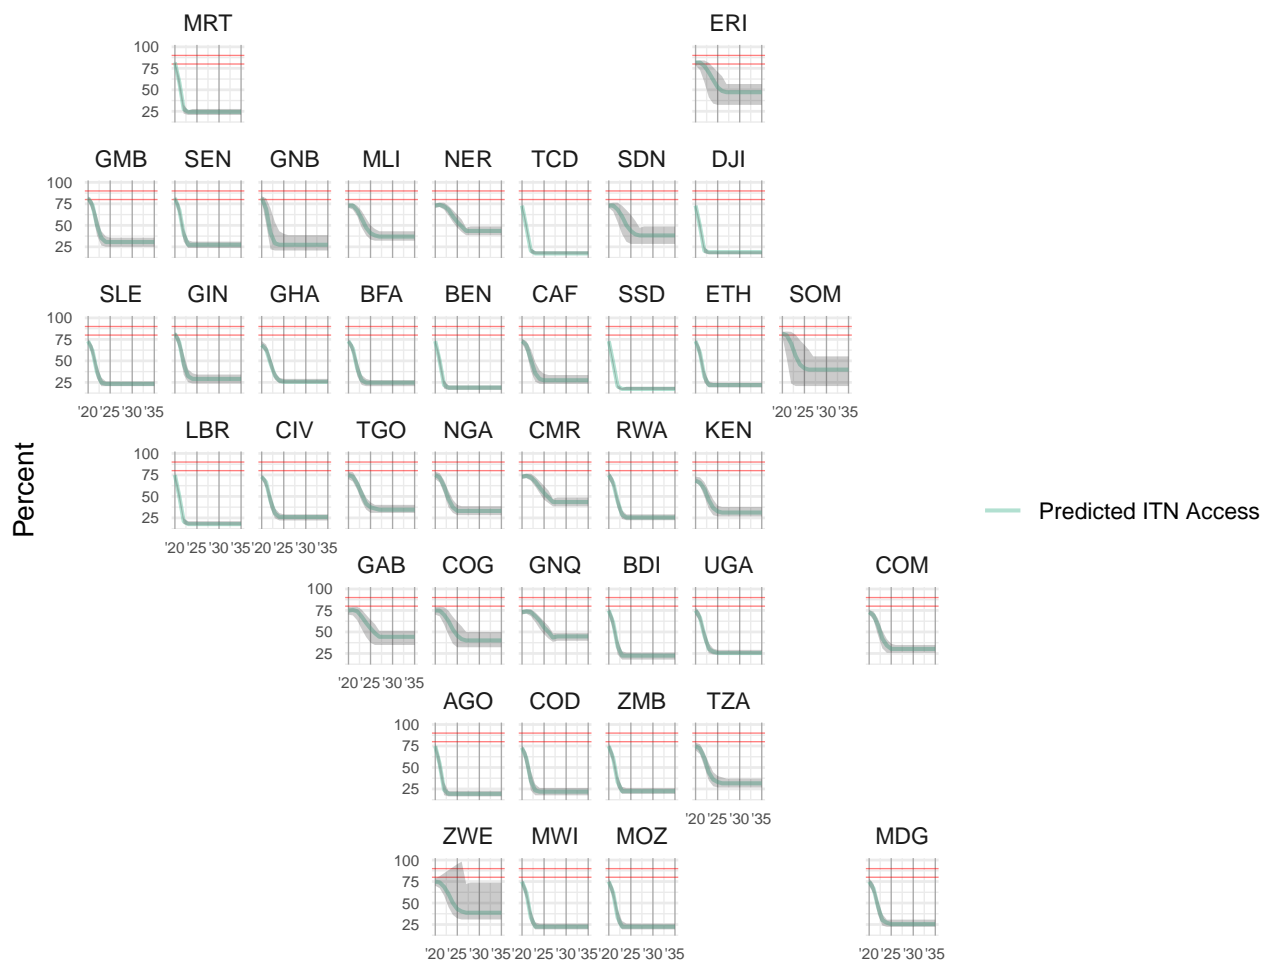 MRT ERI
100
75
50
25
GMB SEN GNB MLI NER TCD SDN DJI
100
75
50
25
SLE GIN GHA BFA BEN CAF SSD ETH SOM
100
75
50
25
'20 '25 '30 '35 '20 '25 '30 '35
LBR CIV TGO NGA CMR RWA KEN
100
75
50
25
'20 '25 '30 '35 '20 '25 '30 '35
GAB COG GNQ BDI UGA COM
100
75
50
25
'20 '25 '30 '35
AGO COD ZMB TZA
100
75
50
25
'20 '25 '30 '35
ZWE MWI MOZ MDG
100
75
50
25
'20 '25 '30 '35 '20 '25 '30 '35 '20 '25 '30 '35 '20 '25 '30 '35
Percent
Predicted ITN Access